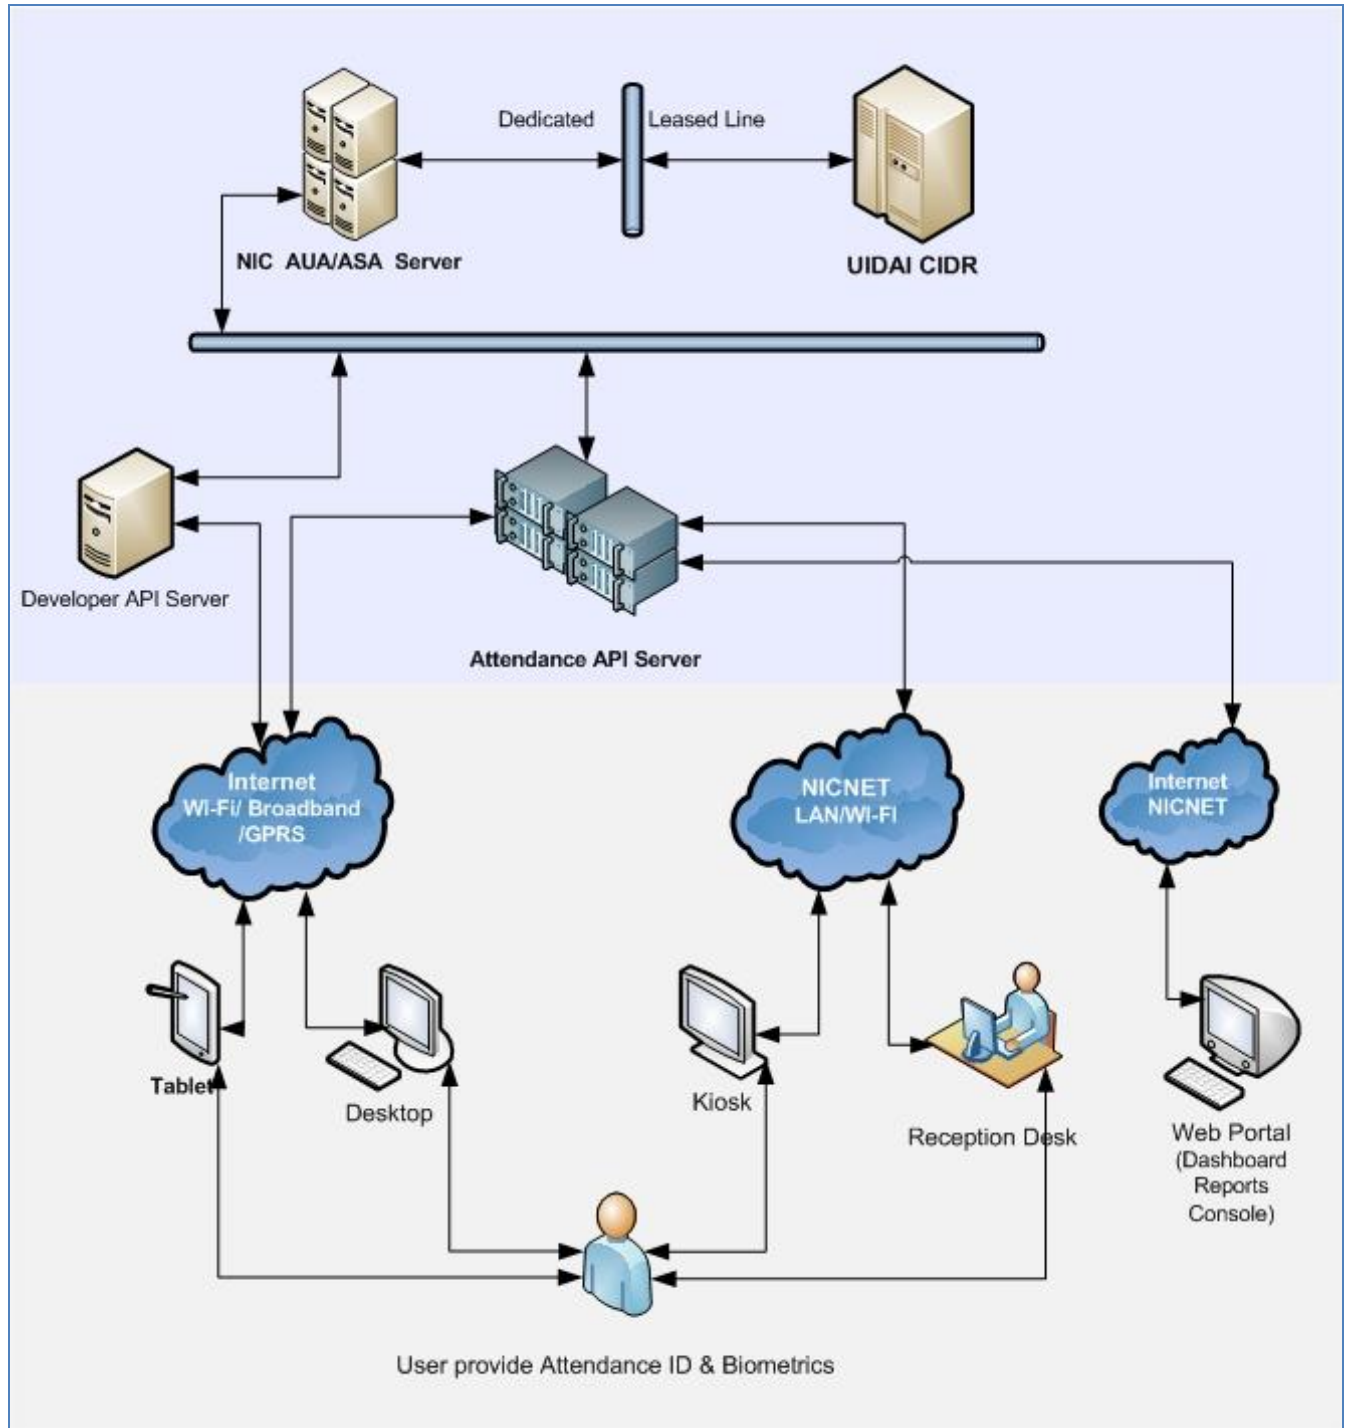 Dedicated
Leased Line
NIC AUA/ASA Server
UIDAI CIDR
Developer API Server
Attendance API Server
Internet
Wi-Fi/ Broadband
/GPRS
NICNET
LAN/WI-FI
Internet
NICNET
Tablet
Desktop
Kiosk
Reception Desk
Web Portal
(Dashboard
Reports
Console)
User provide Attendance ID & Biometrics